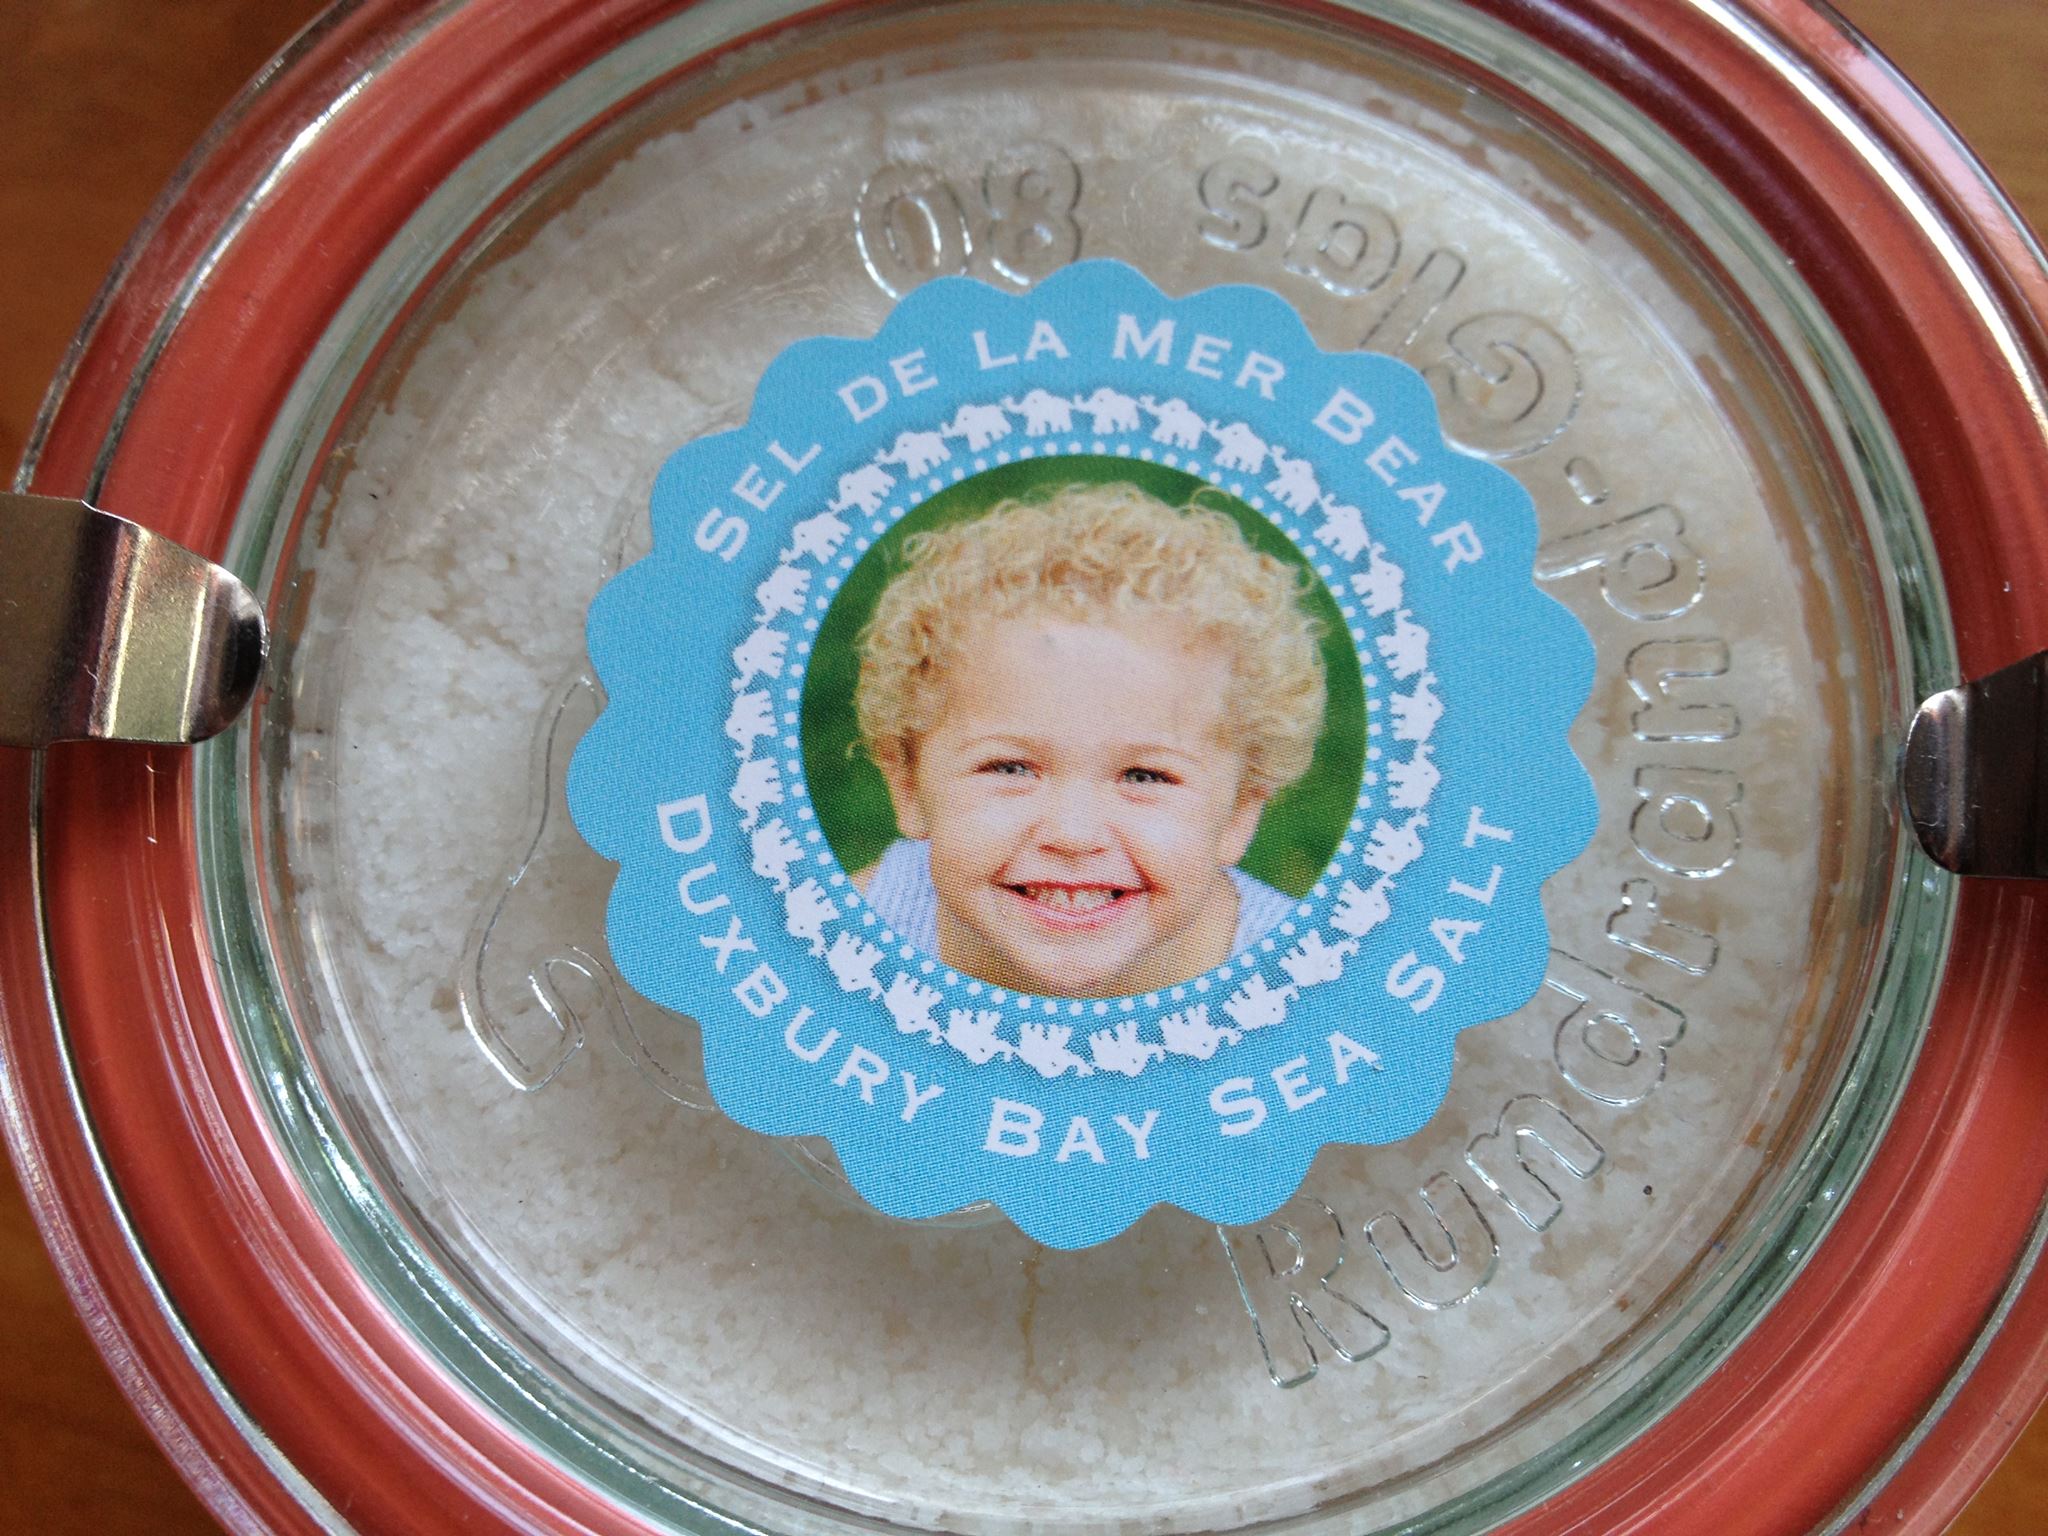 SEL DE LA MER BEAR
DUXBURY BAY SEA SALT
Rundrand-Glas 80